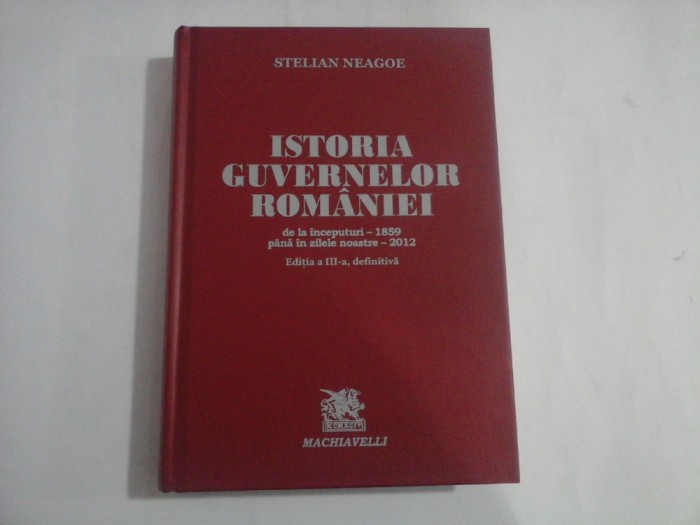 STELIAN NEAGOE
ISTORIA
GUVERNELOR
ROMÂNIEI
de la începuturi – 1859
până în zilele noastre – 2012
Ediția a III-a, definitivă
MACHIAVELLI